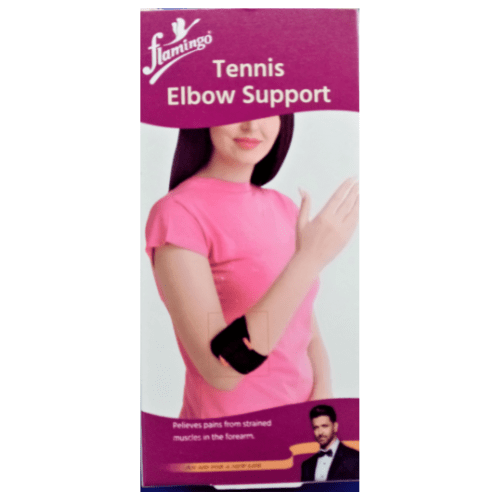 flamingo
Tennis
Elbow Support
Relieves pains from strained
muscles in the forearm.